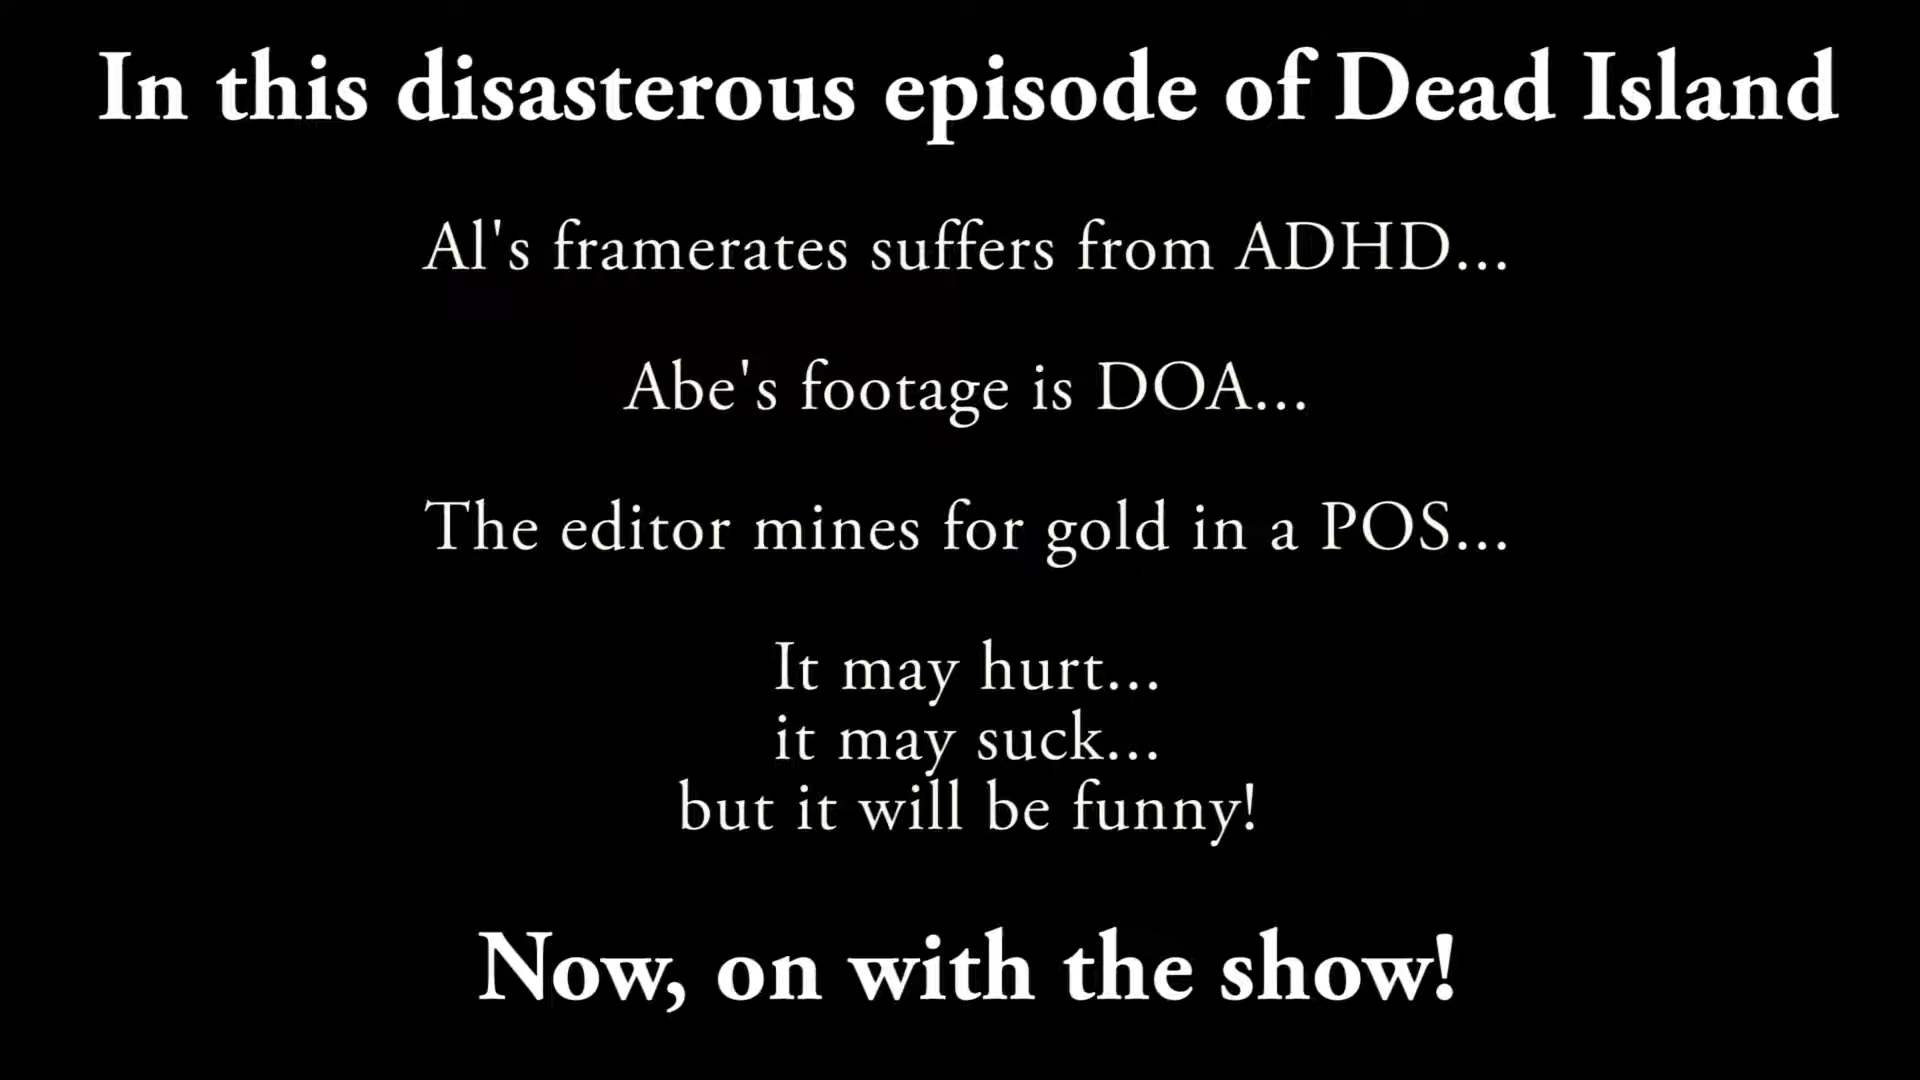 In this disasterous episode of Dead Island
Al's framerates suffers from ADHD...
Abe's footage is DOA...
The editor mines for gold in a POS...
It may hurt...
it may suck...
but it will be funny!
Now, on with the show!